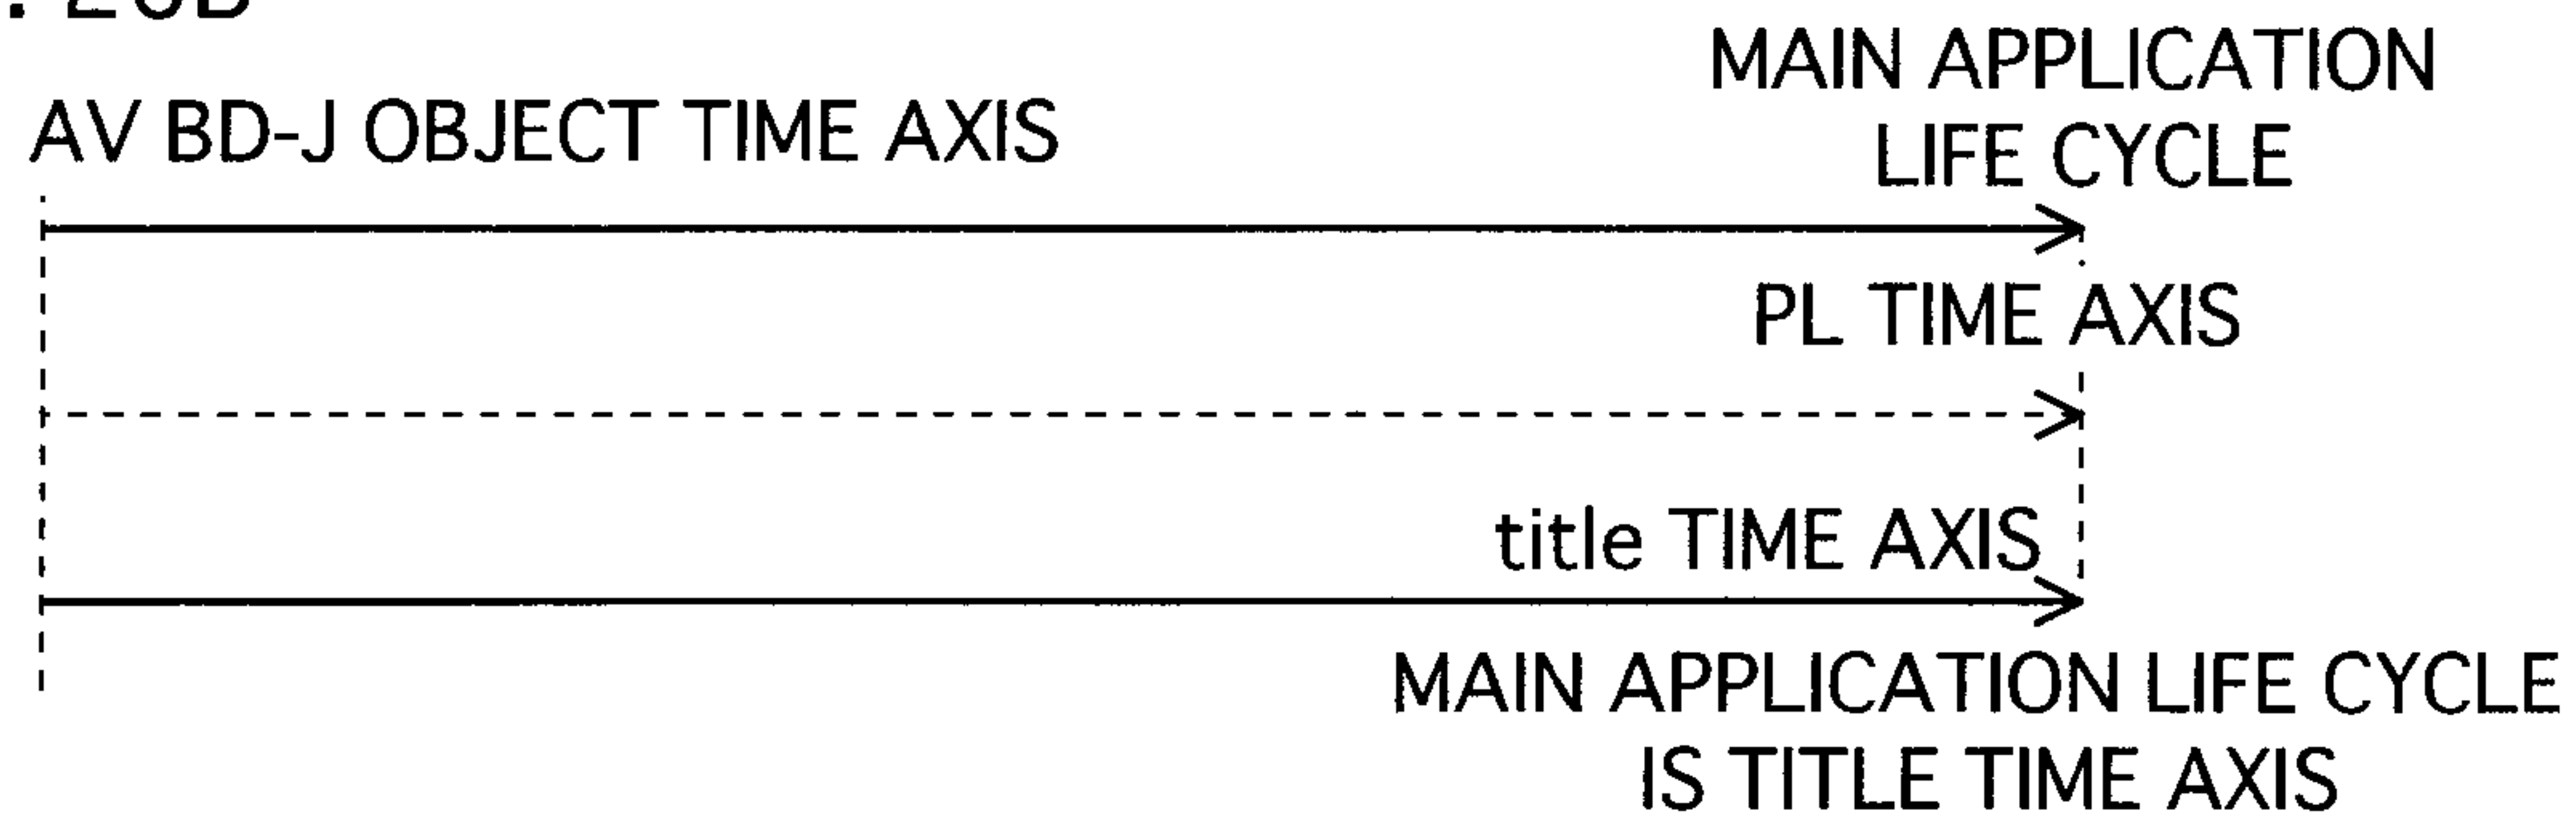 MAIN APPLICATION
LIFE CYCLE
AV BD-J OBJECT TIME AXIS
PL TIME AXIS
title TIME AXIS
MAIN APPLICATION LIFE CYCLE
IS TITLE TIME AXIS